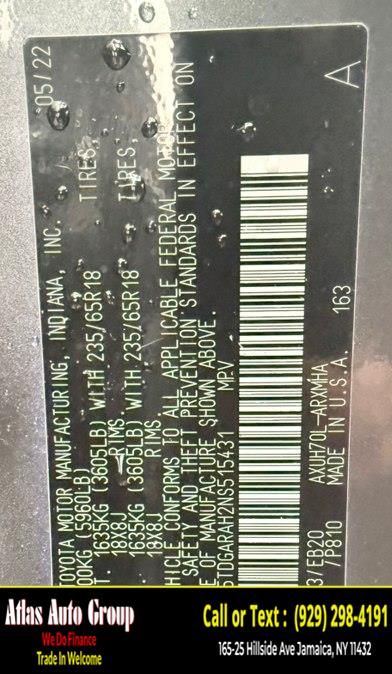 05/22
TOYOTA MOTOR MANUFACTURING, INDIANA, INC.
00KG (5960LB)
T. 1635KG (3605LB) WITH 235/65R18 TIRES,
18X8J RIMS.
1635KG (3605LB) WITH 235/65R18 TIRES,
18X8J RIMS
HICLE CONFORMS TO ALL APPLICABLE FEDERAL MOTOR
SAFETY AND THEFT PREVENTION STANDARDS IN EFFECT ON
E OF MANUFACTURE SHOWN ABOVE.
5TDGARAH2NS515431 MPV
A
3/EB20 AXUH70L-ARXMHA
/P810 MADE IN U.S.A. 163
Atlas Auto Group
We Do Finance
Trade In Welcome
Call or Text : (929) 298-4191
165-25 Hillside Ave Jamaica, NY 11432